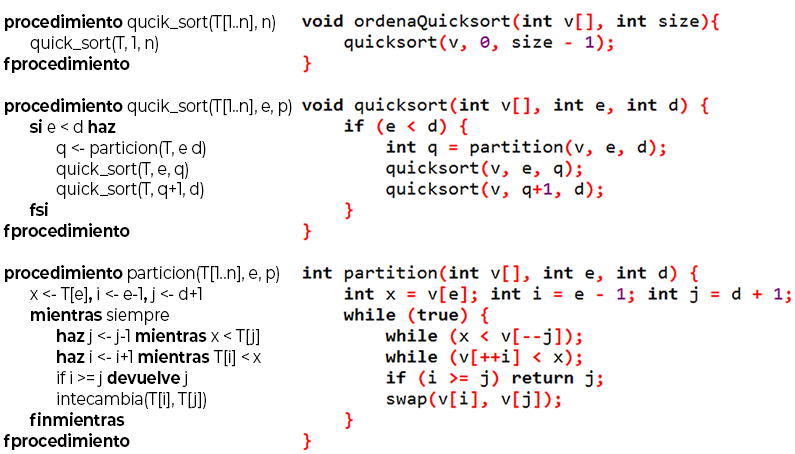 procedimiento qucik_sort(T[1..n], n)
quick_sort(T, 1, n)
fprocedimiento
procedimiento qucik_sort(T[1..n], e, p)
si e < d haz
q <- particion(T, e d)
quick_sort(T, e, q)
quick_sort(T, q+1, d)
fsi
fprocedimiento
procedimiento particion(T[1..n], e, p)
x <- T[e], i <- e-1, j <- d+1
mientras siempre
haz j <- j-1 mientras x < T[j]
haz i <- i+1 mientras T[i] < x
if i >= j devuelve j
intecambia(T[i], T[j])
finmientras
fprocedimiento
void ordenaQuicksort(int v[], int size){
quicksort(v, 0, size - 1);
}
void quicksort(int v[], int e, int d) {
if (e < d) {
int q = partition(v, e, d);
quicksort(v, e, q);
quicksort(v, q+1, d);
}
}
int partition(int v[], int e, int d) {
int x = v[e]; int i = e - 1; int j = d + 1;
while (true) {
while (x < v[--j]);
while (v[++i] < x);
if (i >= j) return j;
swap(v[i], v[j]);
}
}